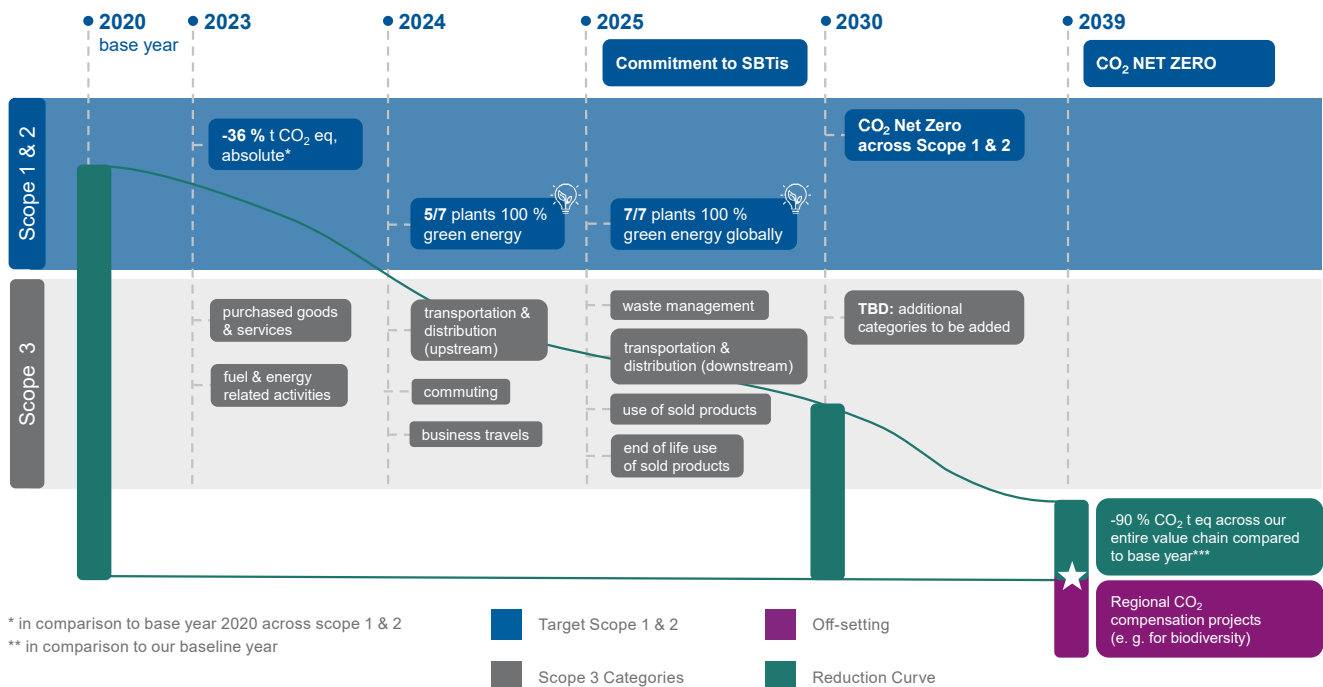 2020
base year
2023
2024
2025
2030
2039
Commitment to SBTis
CO₂ NET ZERO
Scope 1 & 2
-36 % t CO₂ eq,
absolute*
CO₂ Net Zero
across Scope 1 & 2
5/7 plants 100 %
green energy
7/7 plants 100 %
green energy globally
Scope 3
purchased goods
& services
fuel & energy
related activities
transportation &
distribution
(upstream)
commuting
business travels
waste management
transportation &
distribution (downstream)
use of sold products
end of life use
of sold products
TBD: additional
categories to be added
-90 % CO₂ t eq across our
entire value chain compared
to base year***
Regional CO₂
compensation projects
(e. g. for biodiversity)
* in comparison to base year 2020 across scope 1 & 2
** in comparison to our baseline year
Target Scope 1 & 2
Off-setting
Scope 3 Categories
Reduction Curve